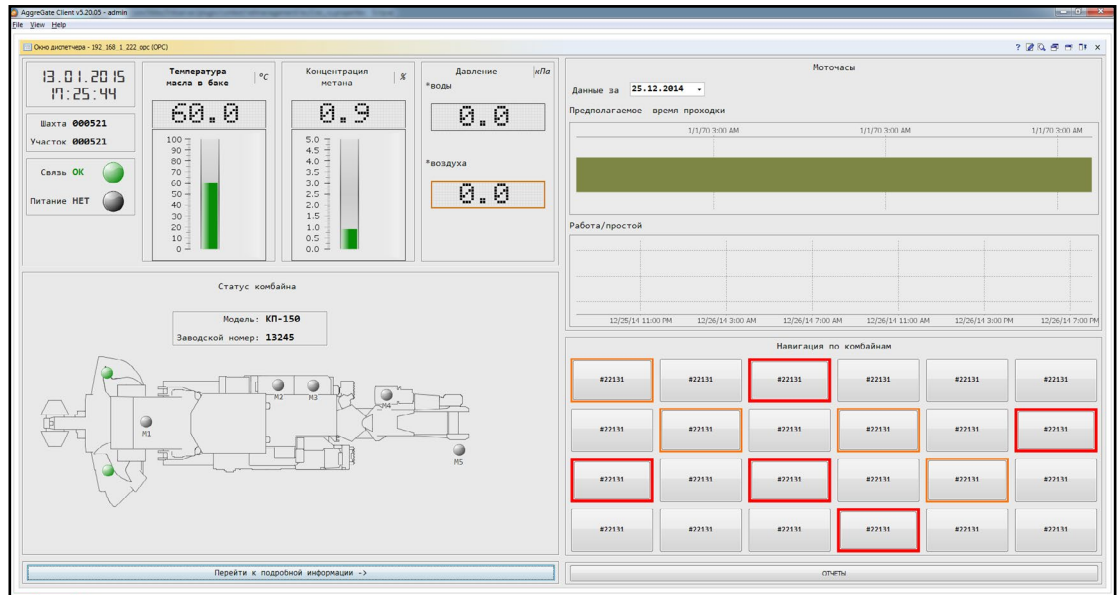 AggreGate Client v5.20.05 - admin
File View Help
Окно диспетчера - 192_168_1_222_opc (OPC)
13.01.2015
17:25:44
Шахта 000521
Участок 000521
Связь ОК
Питание НЕТ
Температура масла в баке °C
60.0
100
90
80
70
60
50
40
30
20
10
0
Концентрация метана %
0.9
5.0
4.5
4.0
3.5
3.0
2.5
2.0
1.5
1.0
0.5
0.0
Давление кПа
*воды
0.0
*воздуха
0.0
Моточасы
Данные за 25.12.2014
Предполагаемое время проходки
1/1/70 3:00 AM 1/1/70 3:00 AM 1/1/70 3:00 AM
Работа/простой
12/25/14 11:00 PM 12/26/14 3:00 AM 12/26/14 7:00 AM 12/26/14 11:00 AM 12/26/14 3:00 PM 12/26/14 7:00 PM
Статус комбайна
Модель: КП-150
Заводской номер: 13245
M1
M2
M3
M4
M5
Навигация по комбайнам
#22131 #22131 #22131 #22131 #22131 #22131
#22131 #22131 #22131 #22131 #22131 #22131
#22131 #22131 #22131 #22131 #22131 #22131
#22131 #22131 #22131 #22131 #22131 #22131
Перейти к подробной информации ->
ОТЧЕТЫ